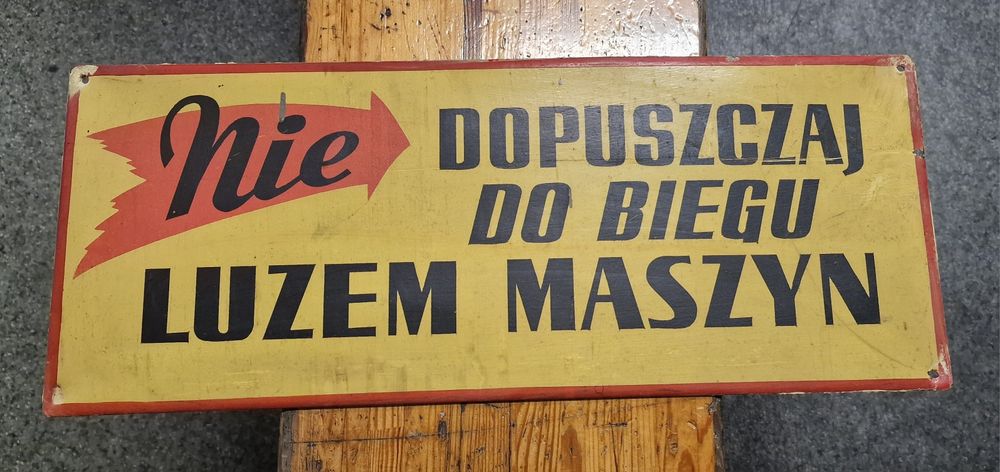 Nie DOPUSZCZAJ
DO BIEGU
LUZEM MASZYN